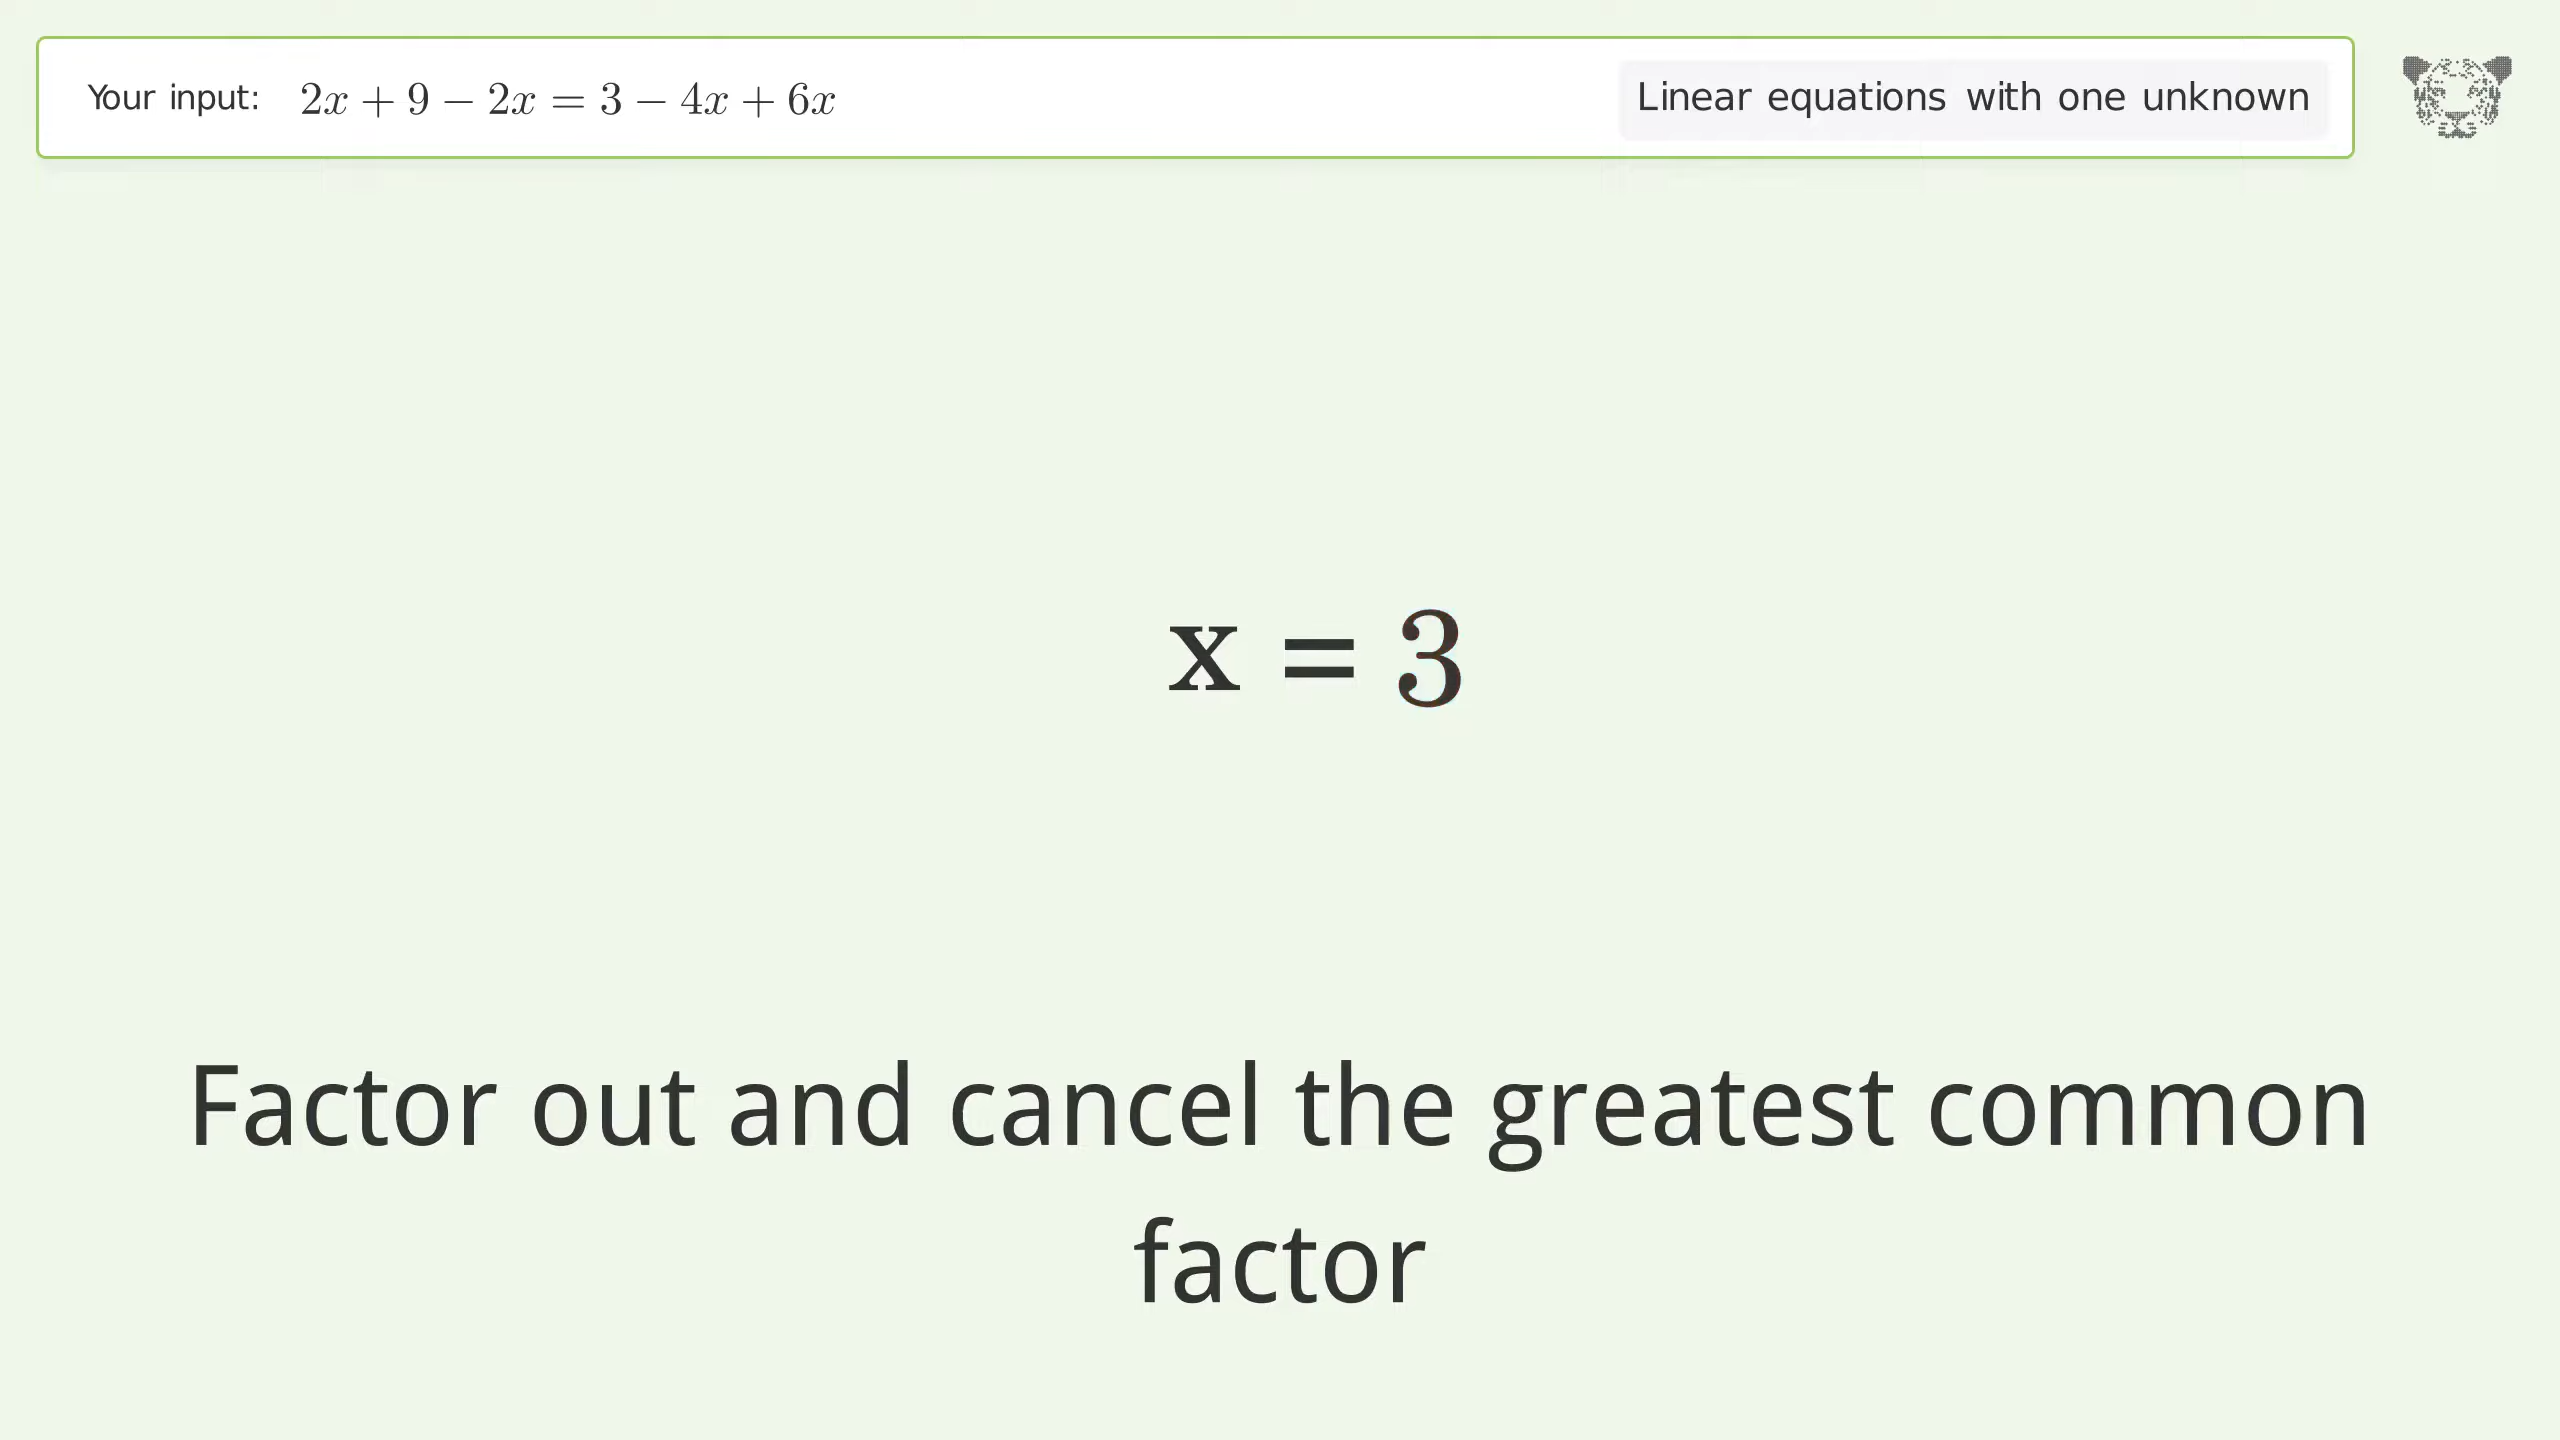 Your input: 2x + 9 − 2x = 3 − 4x + 6x Linear equations with one unknown
x = 3
Factor out and cancel the greatest common
factor